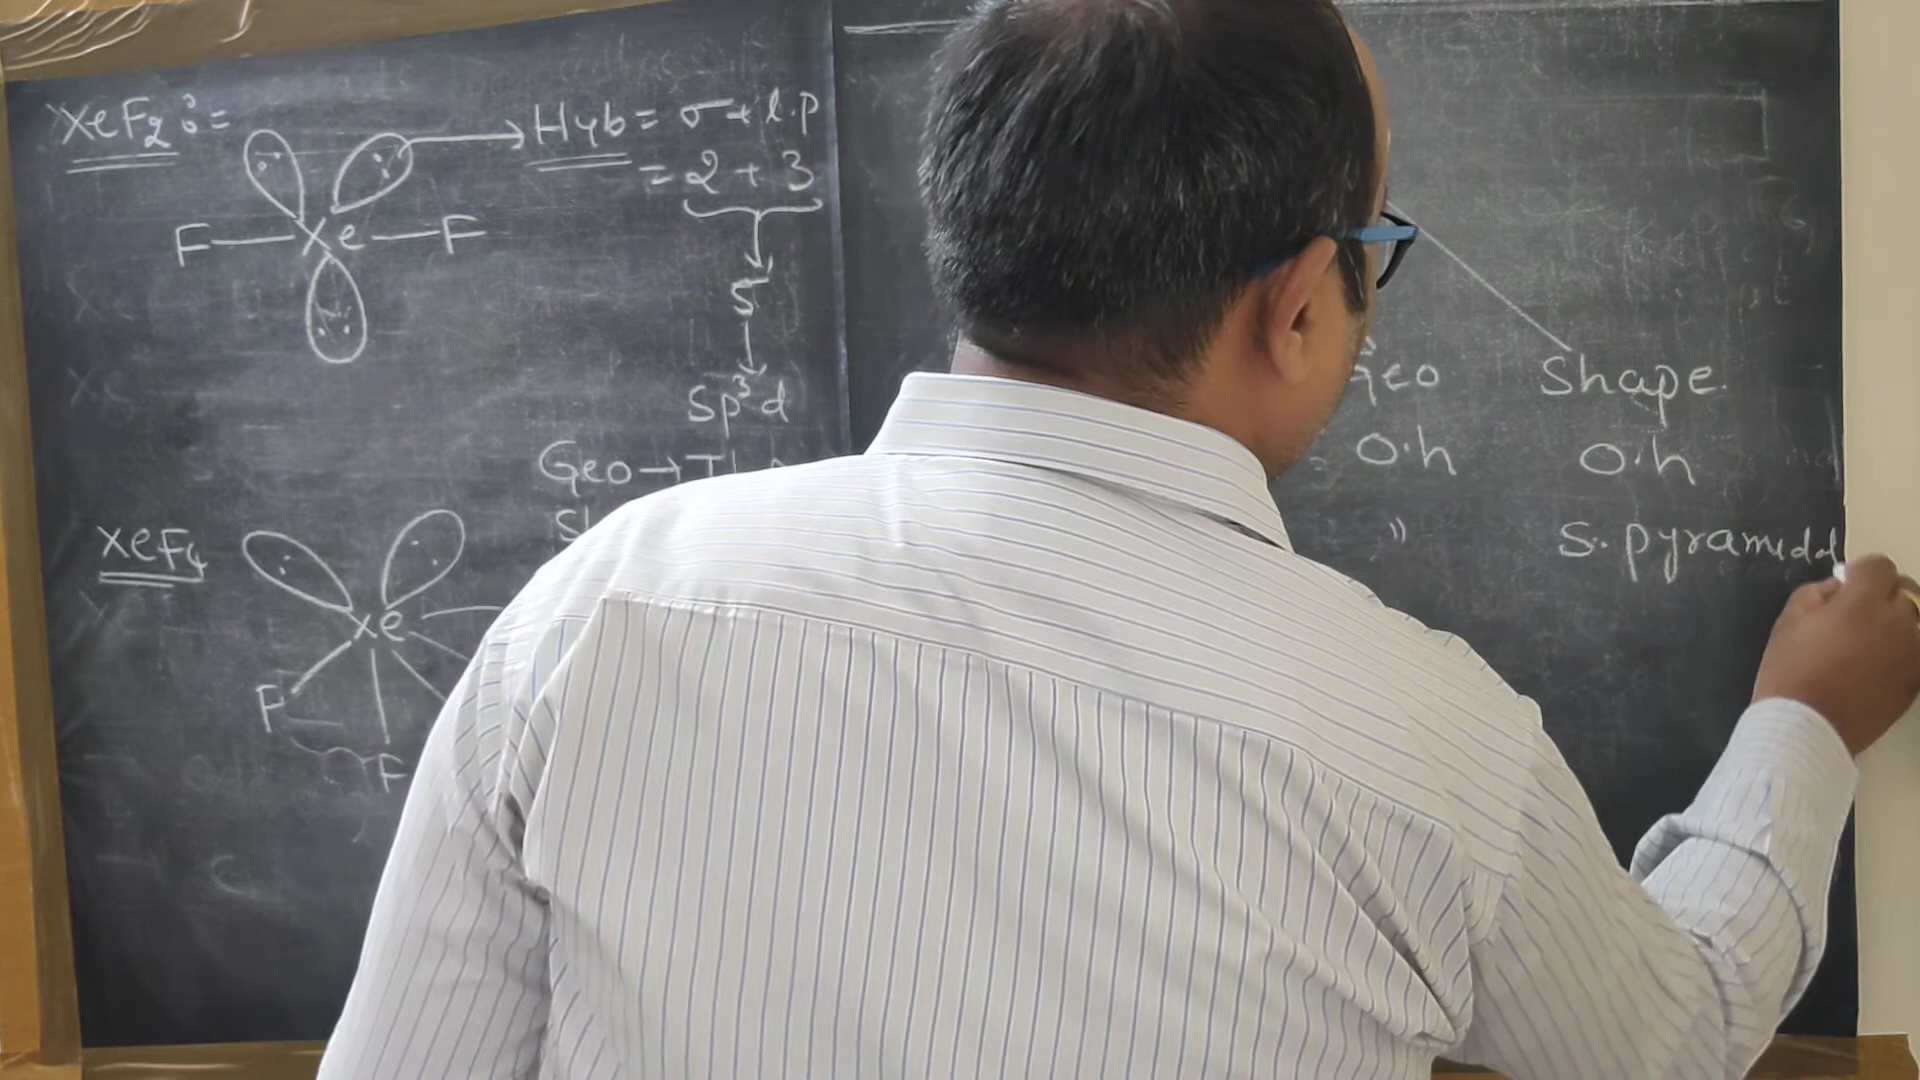 XeF2 :=
Hyb = σ + l.p
= 2 + 3
F — Xe — F
5
Sp³d
Geo →
XeF4
Xe
F
F
Geo Shape
O.h O.h
" S. pyramidal